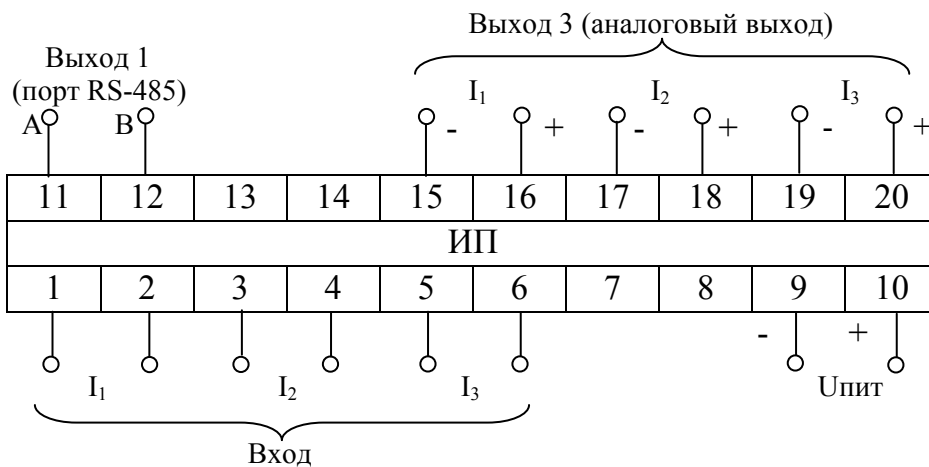 Выход 3 (аналоговый выход)
Выход 1
(порт RS-485)
I₁ I₂ I₃
A B - + - + - +
11 12 13 14 15 16 17 18 19 20
ИП
1 2 3 4 5 6 7 8 9 10
- +
I₁ I₂ I₃ Uпит
Вход